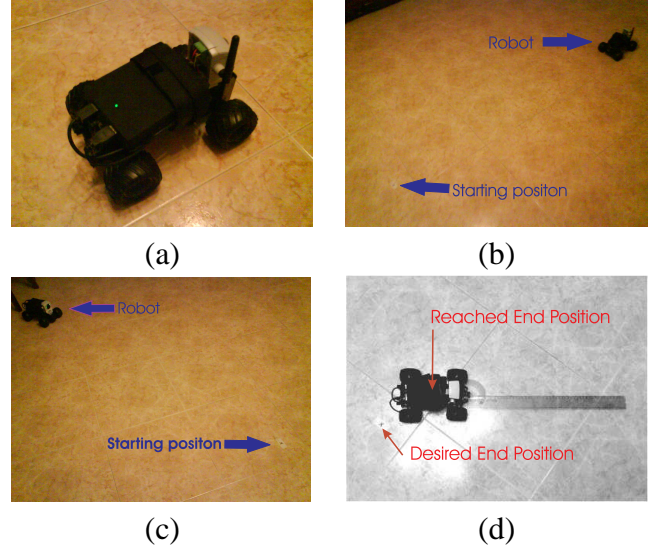 Robot
Starting positon
(a)
(b)
Robot
Starting positon
Reached End Position
Desired End Position
(c)
(d)